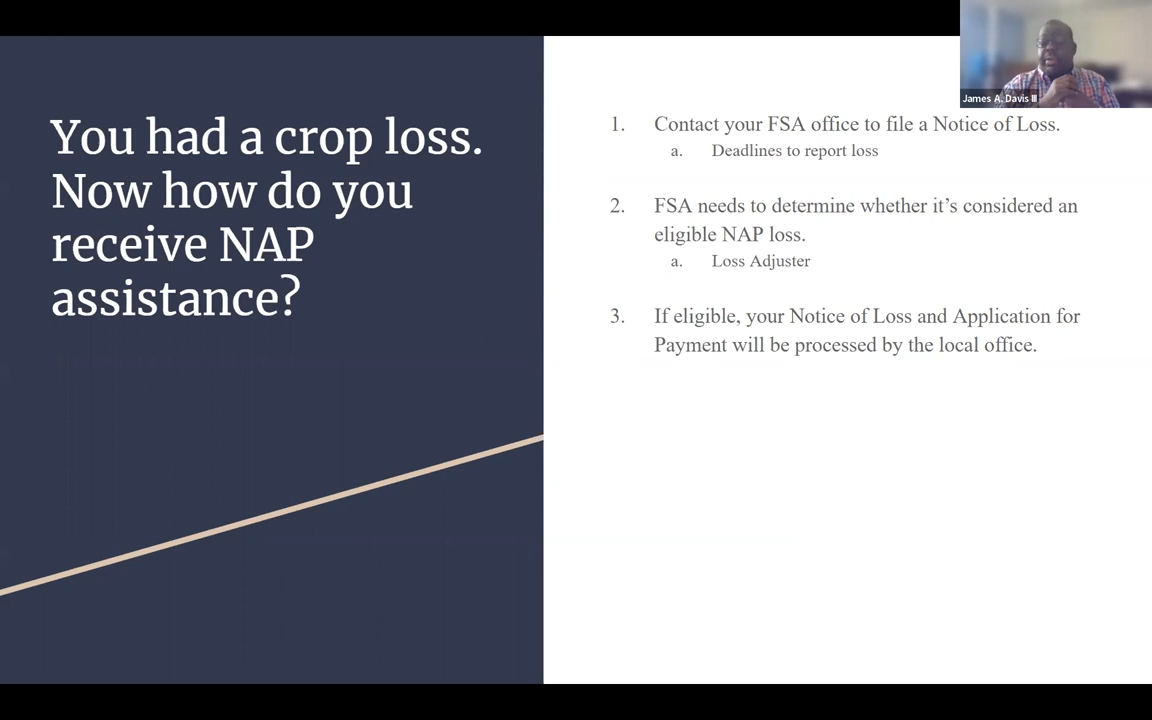 You had a crop loss.
Now how do you
receive NAP
assistance?
James A. Davis III
1. Contact your FSA office to file a Notice of Loss.
a. Deadlines to report loss
2. FSA needs to determine whether it’s considered an
eligible NAP loss.
a. Loss Adjuster
3. If eligible, your Notice of Loss and Application for
Payment will be processed by the local office.